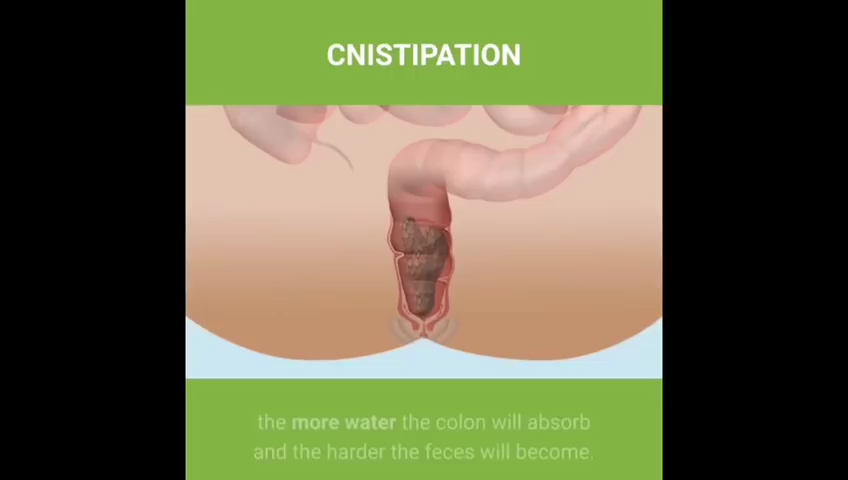 CNISTIPATION
the more water the colon will absorb
and the harder the feces will become.